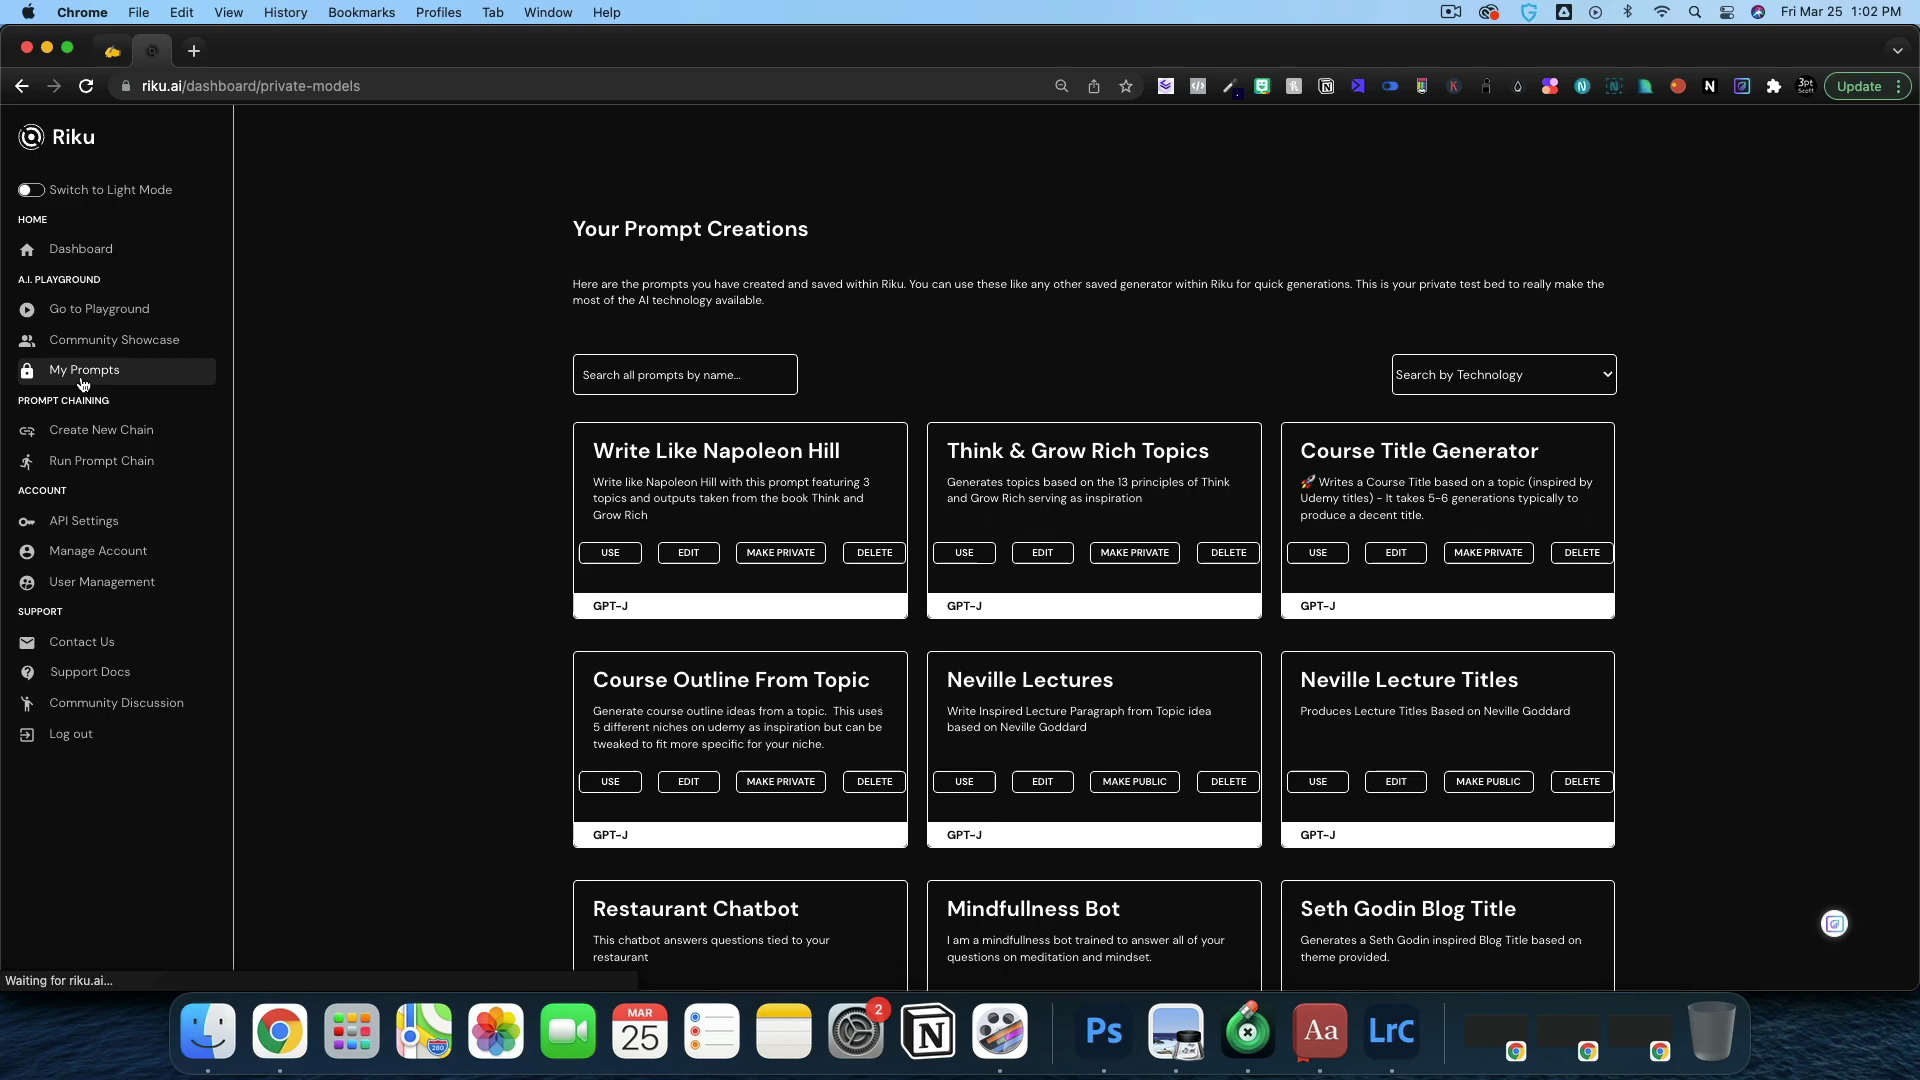 Chrome File Edit View History Bookmarks Profiles Tab Window Help Fri Mar 25 1:02 PM
riku.ai/dashboard/private-models Update
Riku
Switch to Light Mode
HOME
Dashboard
A.I. PLAYGROUND
Go to Playground
Community Showcase
My Prompts
PROMPT CHAINING
Create New Chain
Run Prompt Chain
ACCOUNT
API Settings
Manage Account
User Management
SUPPORT
Contact Us
Support Docs
Community Discussion
Log out
Your Prompt Creations
Here are the prompts you have created and saved within Riku. You can use these like any other saved generator within Riku for quick generations. This is your private test bed to really make the
most of the AI technology available.
Search all prompts by name...
Search by Technology
Write Like Napoleon Hill
Write like Napoleon Hill with this prompt featuring 3
topics and outputs taken from the book Think and
Grow Rich
USE EDIT MAKE PRIVATE DELETE
GPT-J
Think & Grow Rich Topics
Generates topics based on the 13 principles of Think
and Grow Rich serving as inspiration
USE EDIT MAKE PRIVATE DELETE
GPT-J
Course Title Generator
🚀 Writes a Course Title based on a topic (inspired by
Udemy titles) - It takes 5-6 generations typically to
produce a decent title.
USE EDIT MAKE PRIVATE DELETE
GPT-J
Course Outline From Topic
Generate course outline ideas from a topic. This uses
5 different niches on udemy as inspiration but can be
tweaked to fit more specific for your niche.
USE EDIT MAKE PRIVATE DELETE
GPT-J
Neville Lectures
Write Inspired Lecture Paragraph from Topic idea
based on Neville Goddard
USE EDIT MAKE PUBLIC DELETE
GPT-J
Neville Lecture Titles
Produces Lecture Titles Based on Neville Goddard
USE EDIT MAKE PUBLIC DELETE
GPT-J
Restaurant Chatbot
This chatbot answers questions tied to your
restaurant
Mindfullness Bot
I am a mindfullness bot trained to answer all of your
questions on meditation and mindset.
Seth Godin Blog Title
Generates a Seth Godin inspired Blog Title based on
theme provided.
Waiting for riku.ai...
280
MAR
25
2
Ps
Aa
LrC